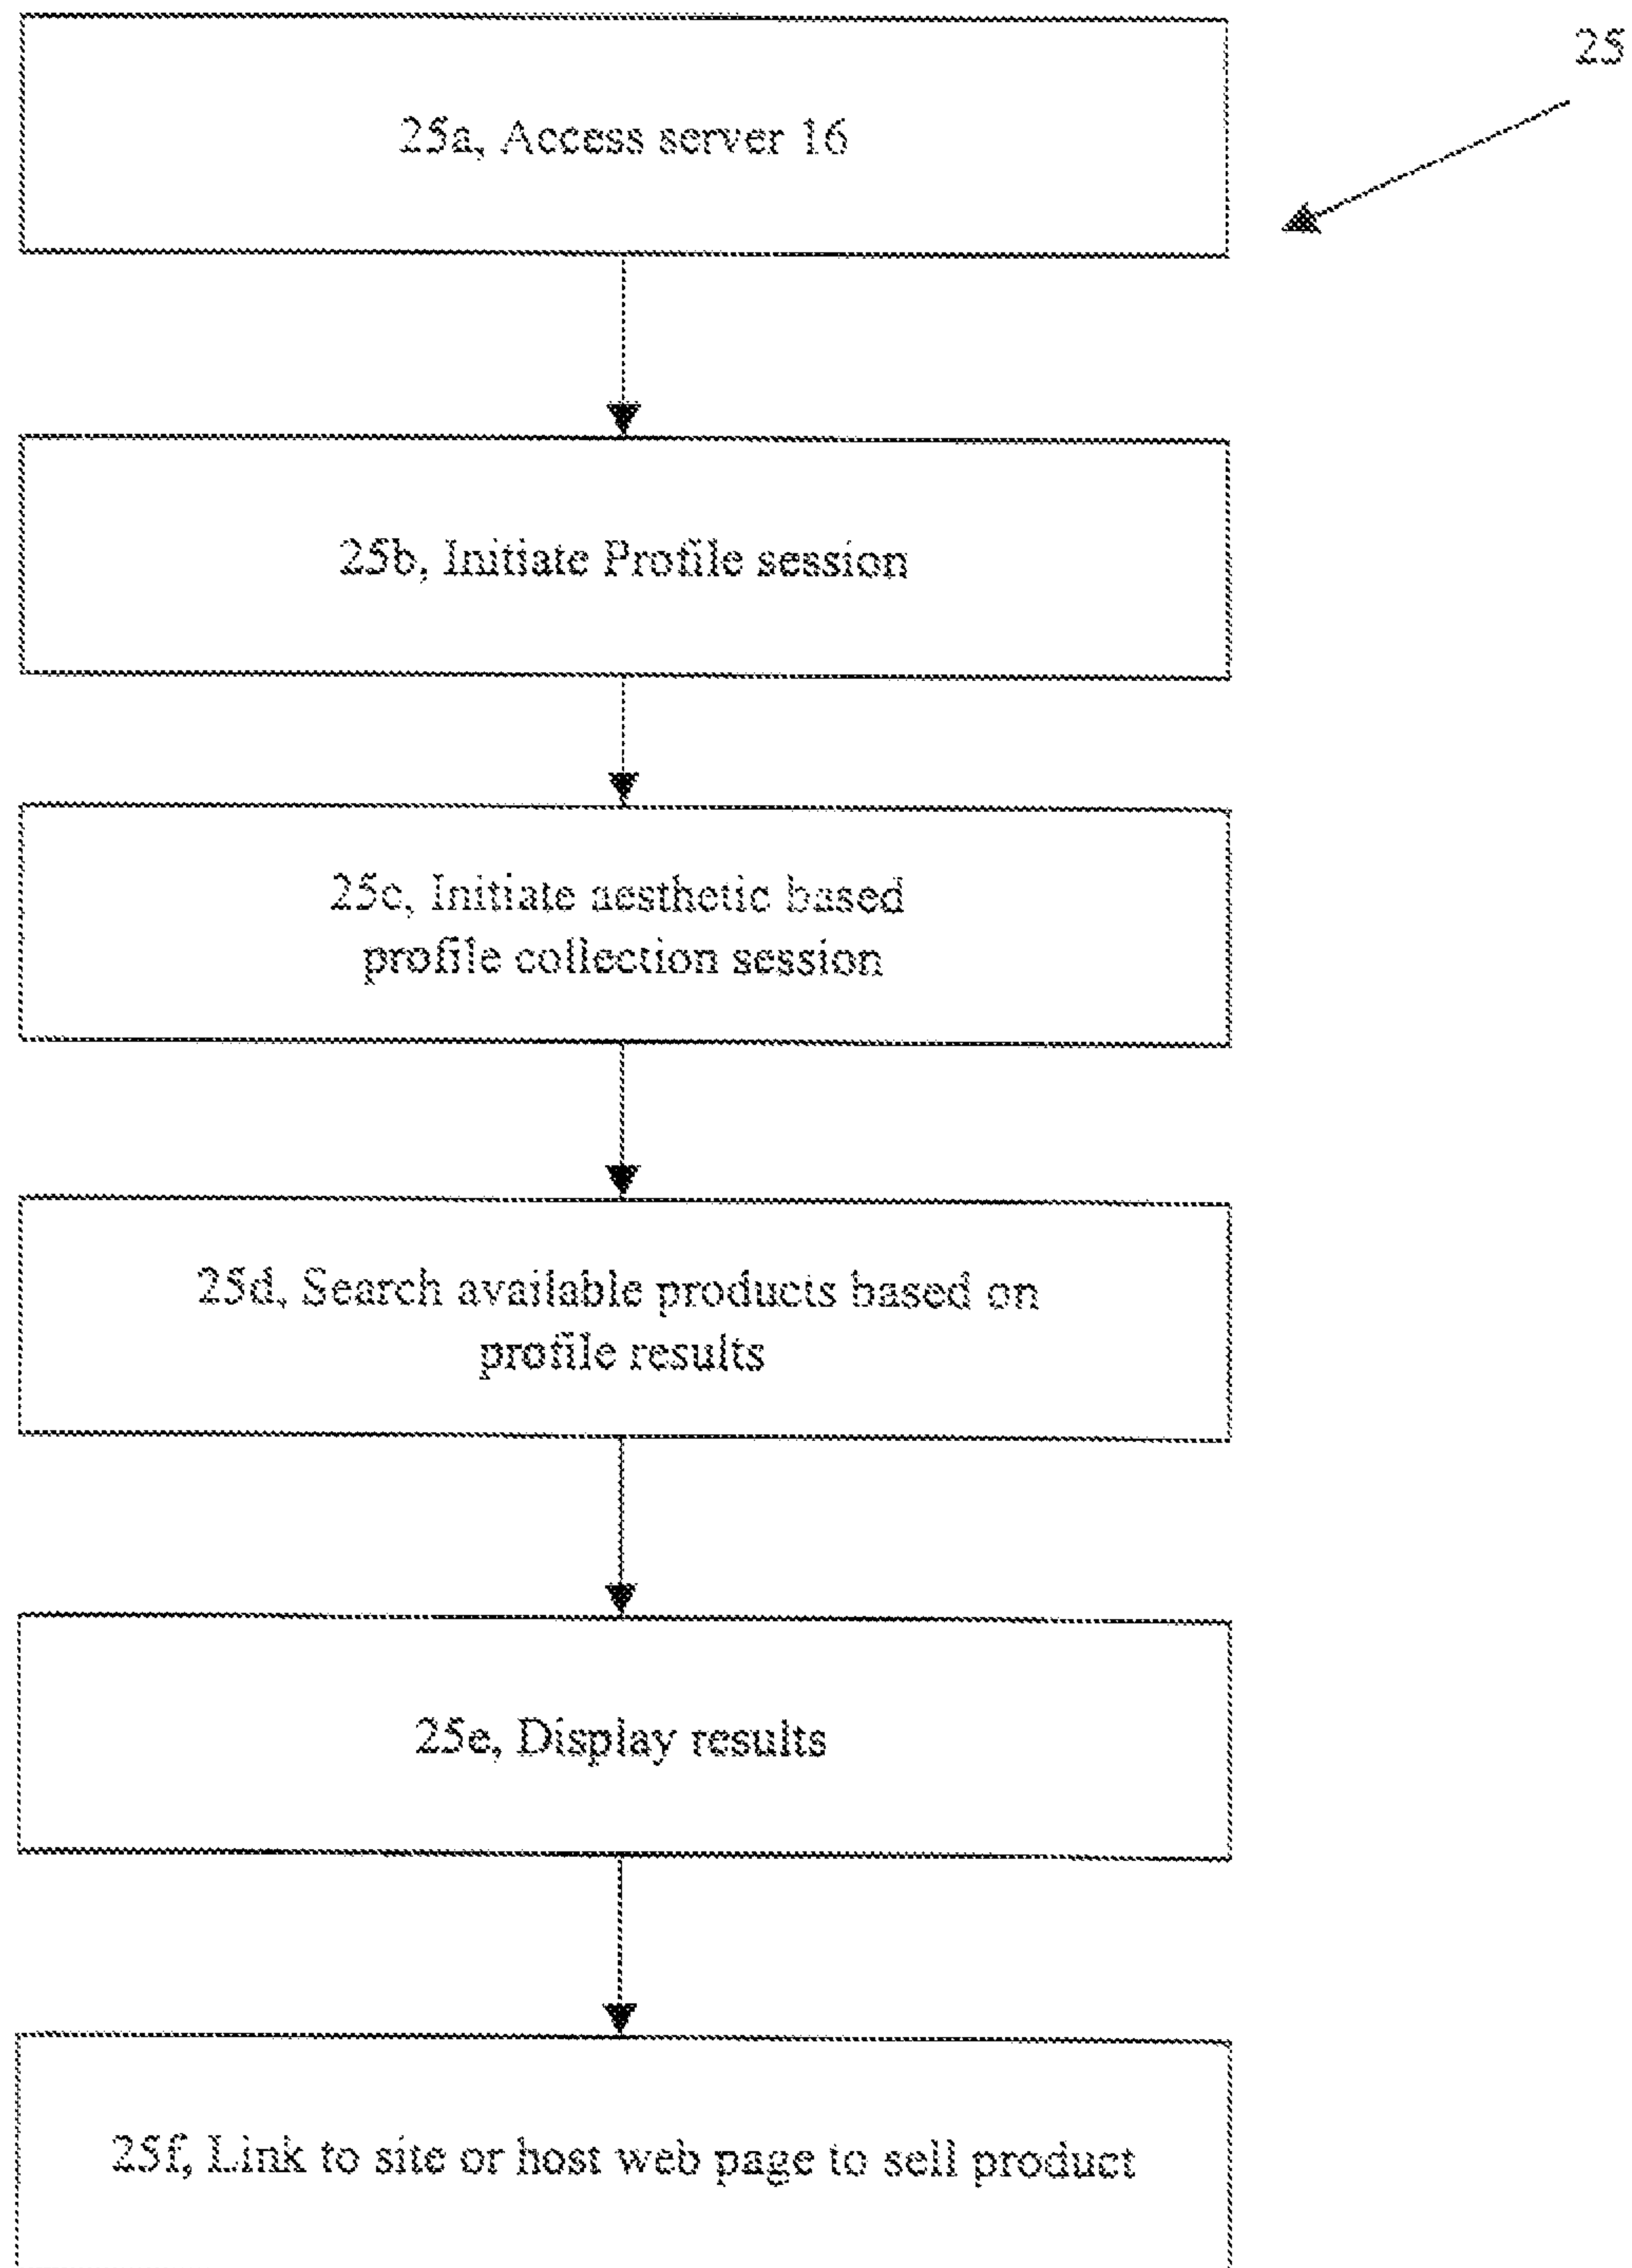 25
25a, Access server 16
25b, Initiate Profile session
25c, Initiate aesthetic based
profile collection session
25d, Search available products based on
profile results
25e, Display results
25f, Link to site or host web page to sell product